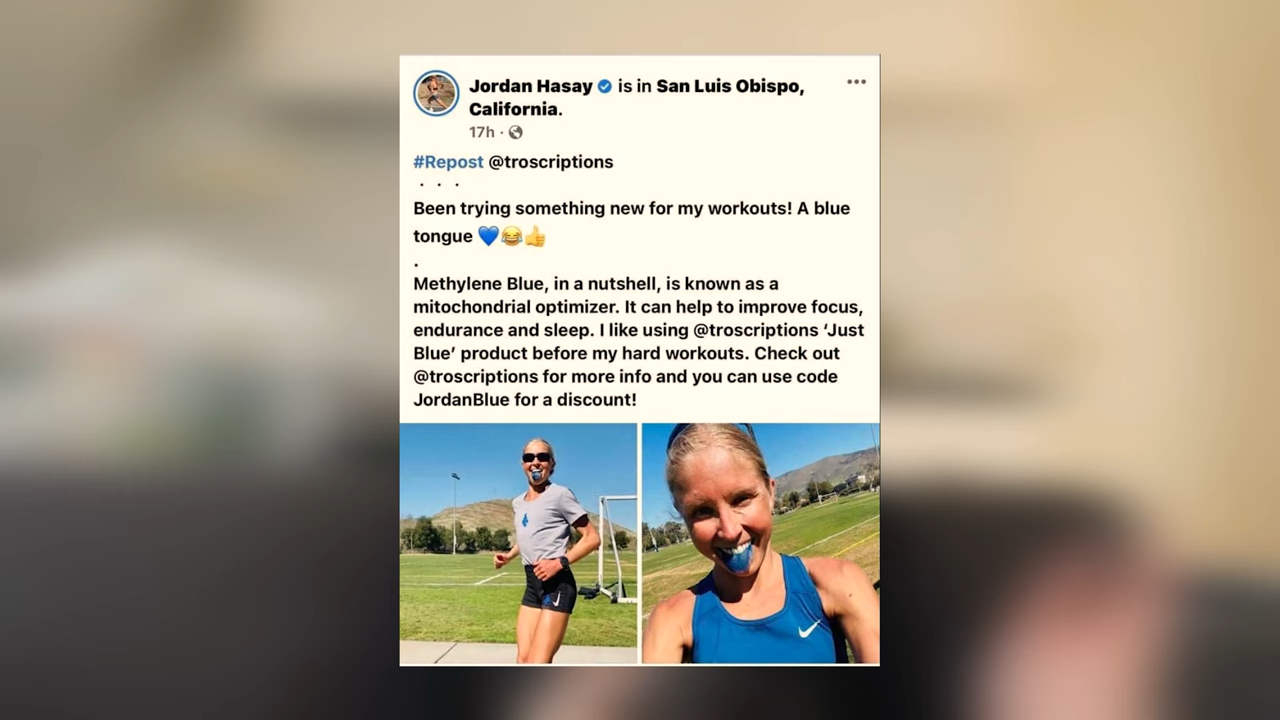 Jordan Hasay is in San Luis Obispo,
California.
17h ·
#Repost @troscriptions
. . .
Been trying something new for my workouts! A blue
tongue 💙😂👍
.
Methylene Blue, in a nutshell, is known as a
mitochondrial optimizer. It can help to improve focus,
endurance and sleep. I like using @troscriptions ‘Just
Blue’ product before my hard workouts. Check out
@troscriptions for more info and you can use code
JordanBlue for a discount!